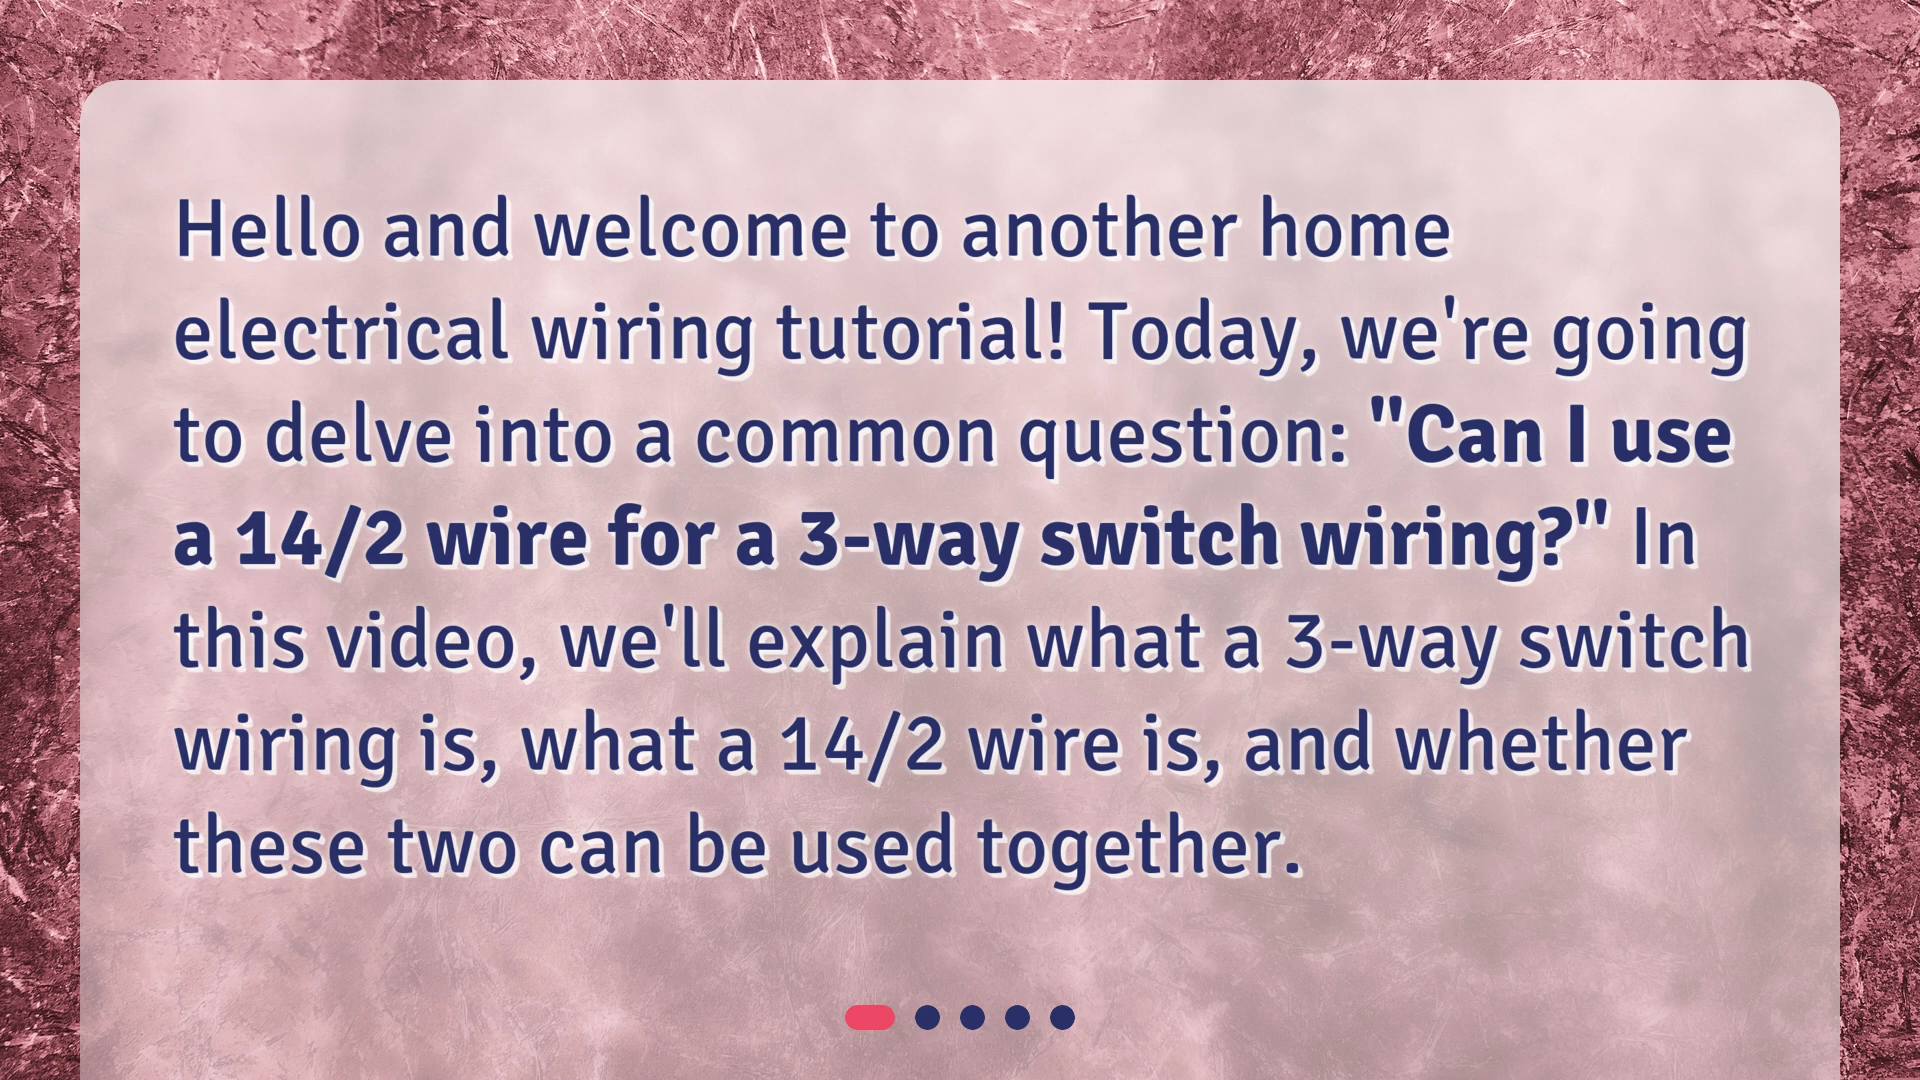 Hello and welcome to another home
electrical wiring tutorial! Today, we're going
to delve into a common question: "Can I use
a 14/2 wire for a 3-way switch wiring?" In
this video, we'll explain what a 3-way switch
wiring is, what a 14/2 wire is, and whether
these two can be used together.